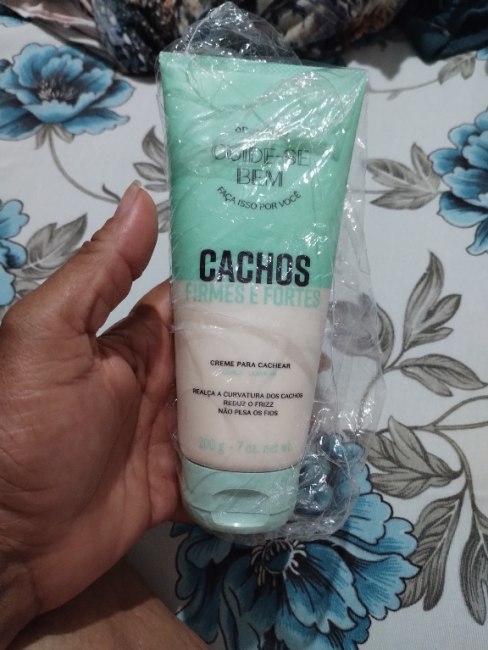 CUIDE-SE
BEM
FAÇA ISSO POR VOCÊ
CACHOS
FIRMES E FORTES
CREME PARA CACHEAR
REALÇA A CURVATURA DOS CACHOS
REDUZ O FRIZZ
NÃO PESA OS FIOS
200 g - 7 oz. net wt.